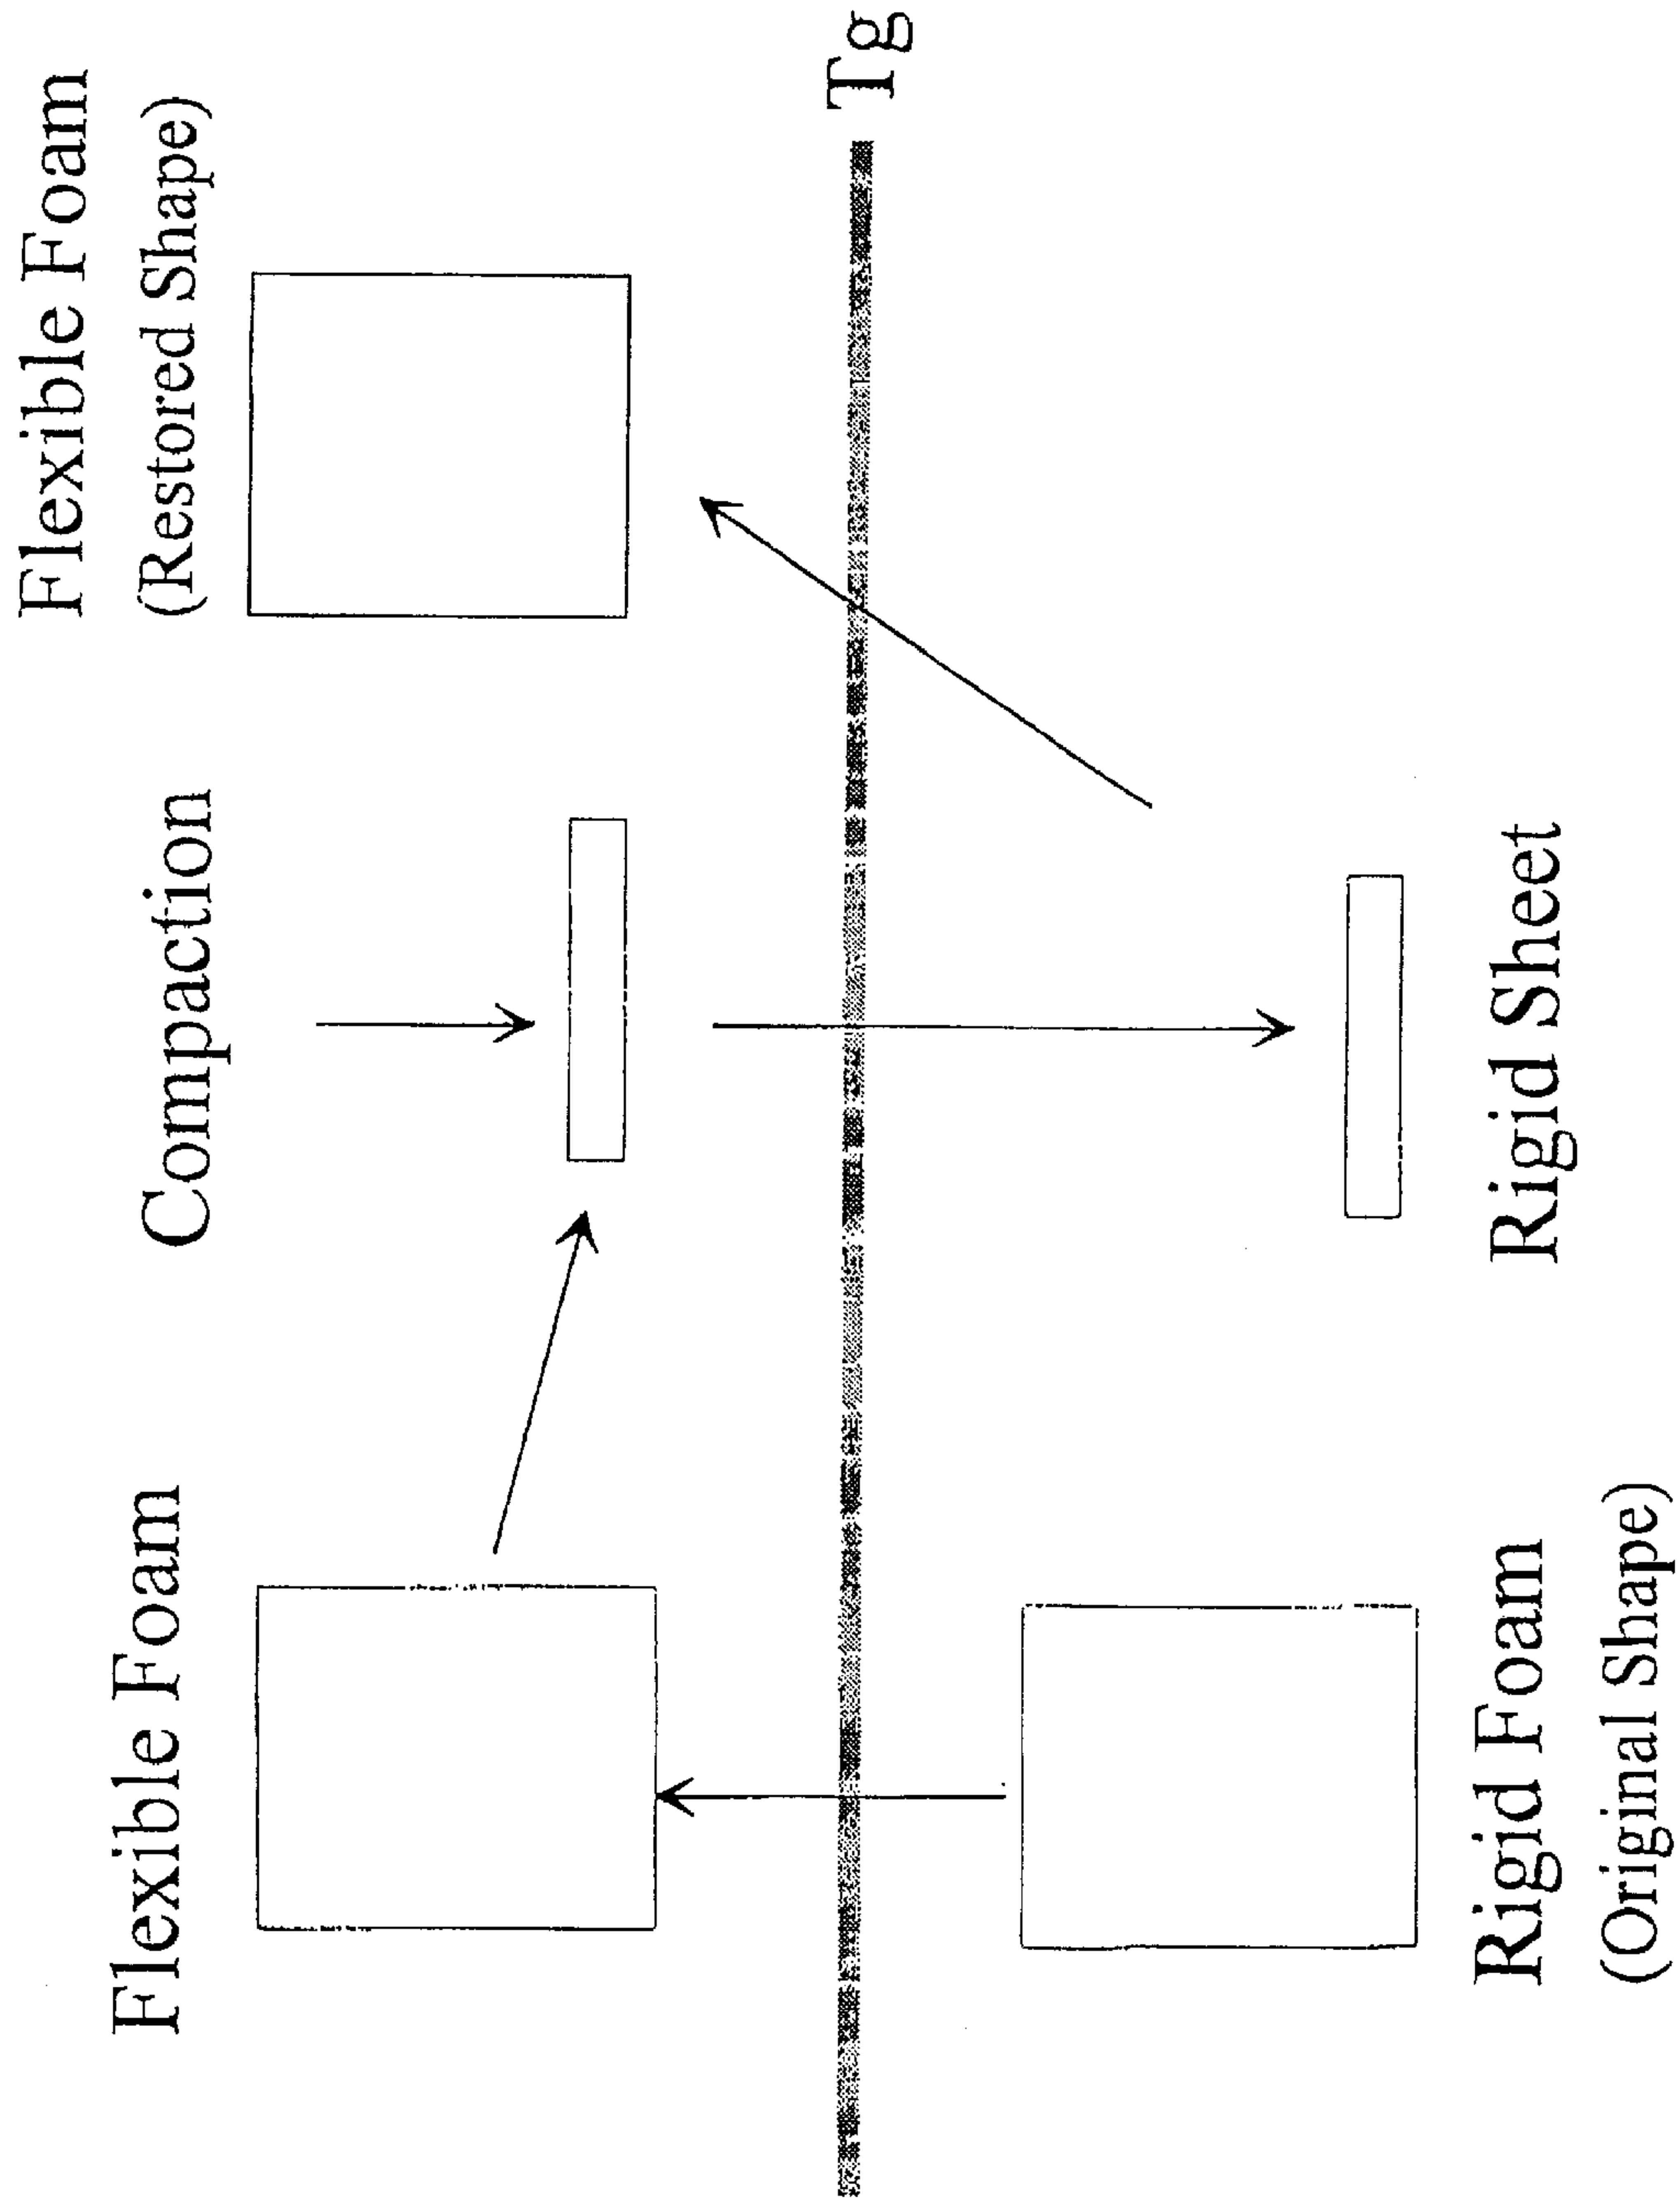 Flexible Foam
Compaction
Flexible Foam
(Restored Shape)
Tg
Rigid Foam
(Original Shape)
Rigid Sheet